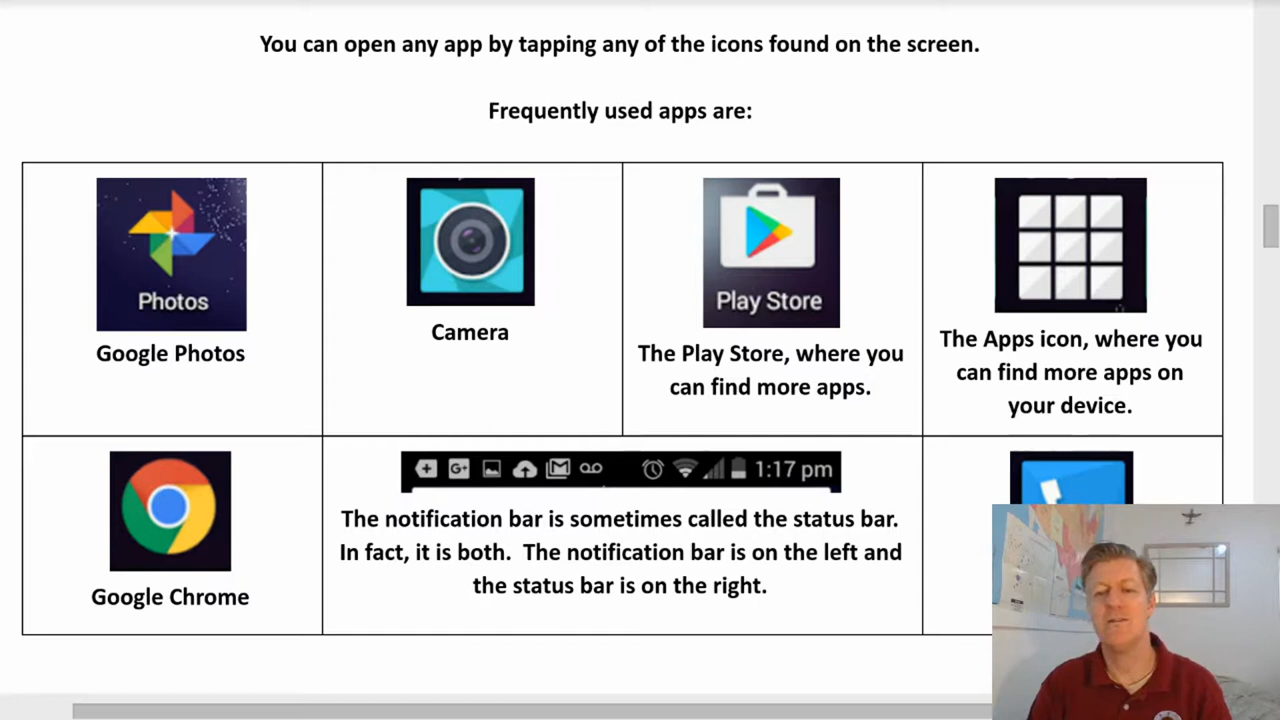 You can open any app by tapping any of the icons found on the screen.
Frequently used apps are:
Photos
Google Photos
Camera
Play Store
The Play Store, where you
can find more apps.
The Apps icon, where you
can find more apps on
your device.
Google Chrome
G+
1:17 pm
The notification bar is sometimes called the status bar.
In fact, it is both.  The notification bar is on the left and
the status bar is on the right.